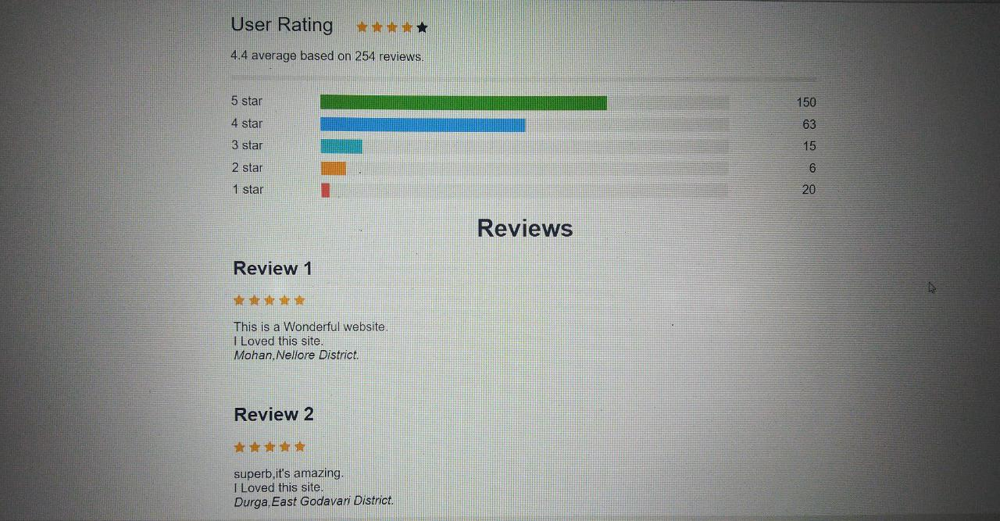 User Rating
4.4 average based on 254 reviews.
5 star 150
4 star 63
3 star 15
2 star 6
1 star 20
Reviews
Review 1
This is a Wonderful website.
I Loved this site.
Mohan,Nellore District.
Review 2
superb,it's amazing.
I Loved this site.
Durga,East Godavari District.